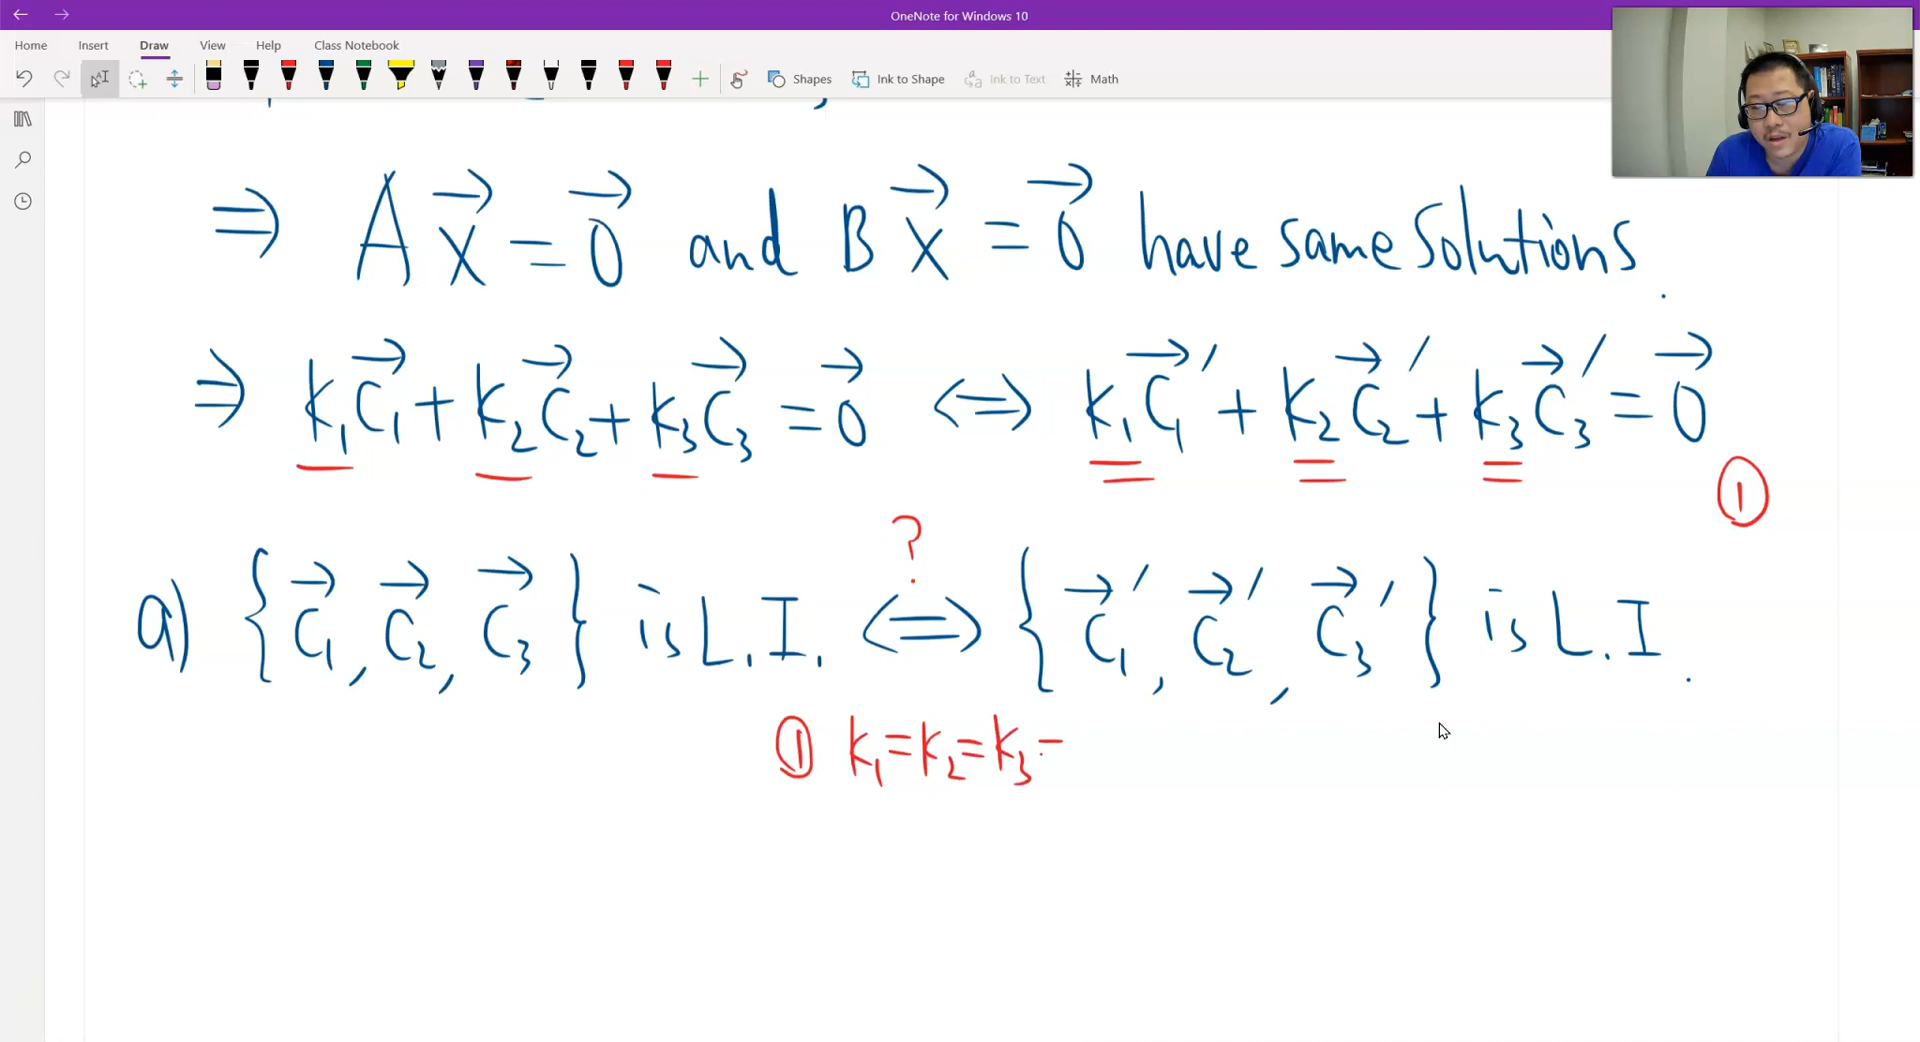 OneNote for Windows 10
Home Insert Draw View Help Class Notebook
Shapes Ink to Shape Ink to Text Math
⇒ A x⃗ = 0⃗ and B x⃗ = 0⃗ have same solutions.
⇒ k₁c⃗₁ + k₂c⃗₂ + k₃c⃗₃ = 0⃗ ⟺ k₁c⃗₁′ + k₂c⃗₂′ + k₃c⃗₃′ = 0⃗
①
?
a) {c⃗₁, c⃗₂, c⃗₃} is L.I. ⟺ {c⃗₁′, c⃗₂′, c⃗₃′} is L.I.
① k₁=k₂=k₃=